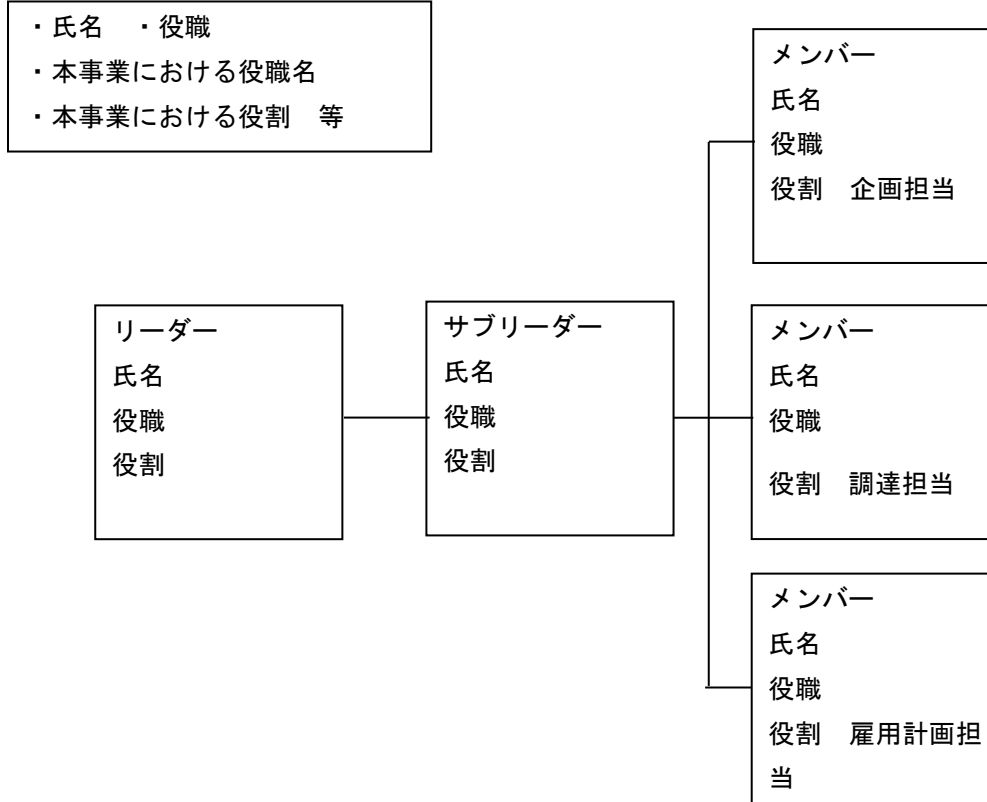 ・氏名　・役職
・本事業における役職名
・本事業における役割　等
リーダー
氏名
役職
役割
サブリーダー
氏名
役職
役割
メンバー
氏名
役職
役割　企画担当
メンバー
氏名
役職
役割　調達担当
メンバー
氏名
役職
役割　雇用計画担
当